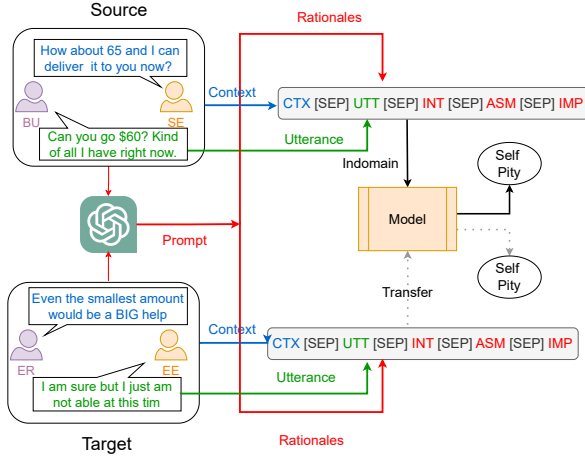 Source
Rationales
How about 65 and I can
deliver it to you now?
BU
SE
Context
CTX [SEP] UTT [SEP] INT [SEP] ASM [SEP] IMP
Can you go $60? Kind
of all I have right now.
Utterance
Indomain
Self
Pity
Model
Prompt
Self
Pity
Even the smallest amount
would be a BIG help
Transfer
ER
EE
Context
CTX [SEP] UTT [SEP] INT [SEP] ASM [SEP] IMP
I am sure but I just am
not able at this tim
Utterance
Target
Rationales